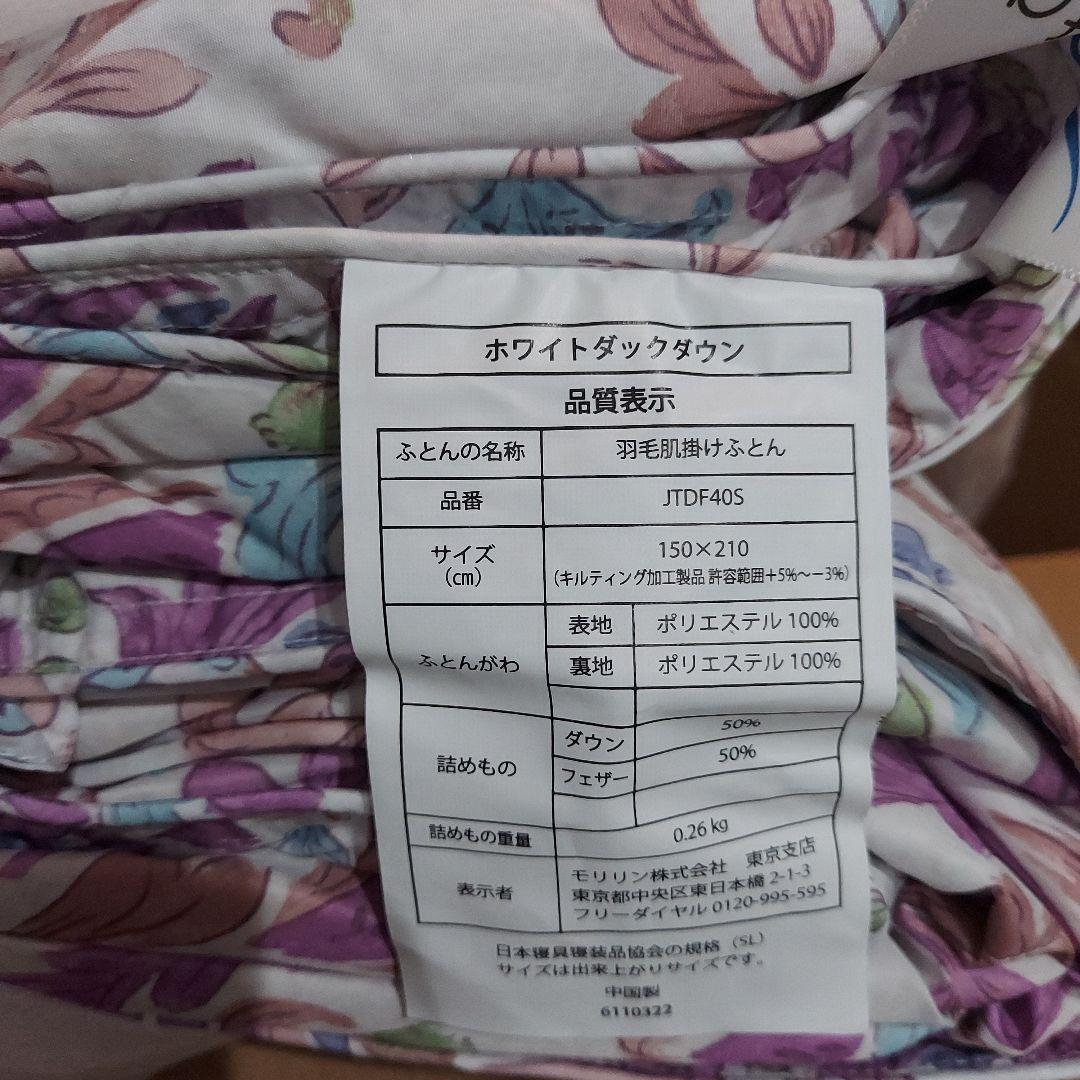 ホワイトダックダウン
品質表示
ふとんの名称 羽毛肌掛けふとん
品番 JTDF40S
サイズ 150×210
(cm) (キルティング加工製品 許容範囲+5%〜−3%)
ふとんがわ 表地 ポリエステル 100%
裏地 ポリエステル 100%
詰めもの ダウン 50%
フェザー 50%
詰めもの重量 0.26 kg
表示者 モリリン株式会社 東京支店
東京都中央区東日本橋 2-1-3
フリーダイヤル 0120-995-595
日本寝具寝装品協会の規格(SL)
サイズは出来上がりサイズです。
中国製
6110322